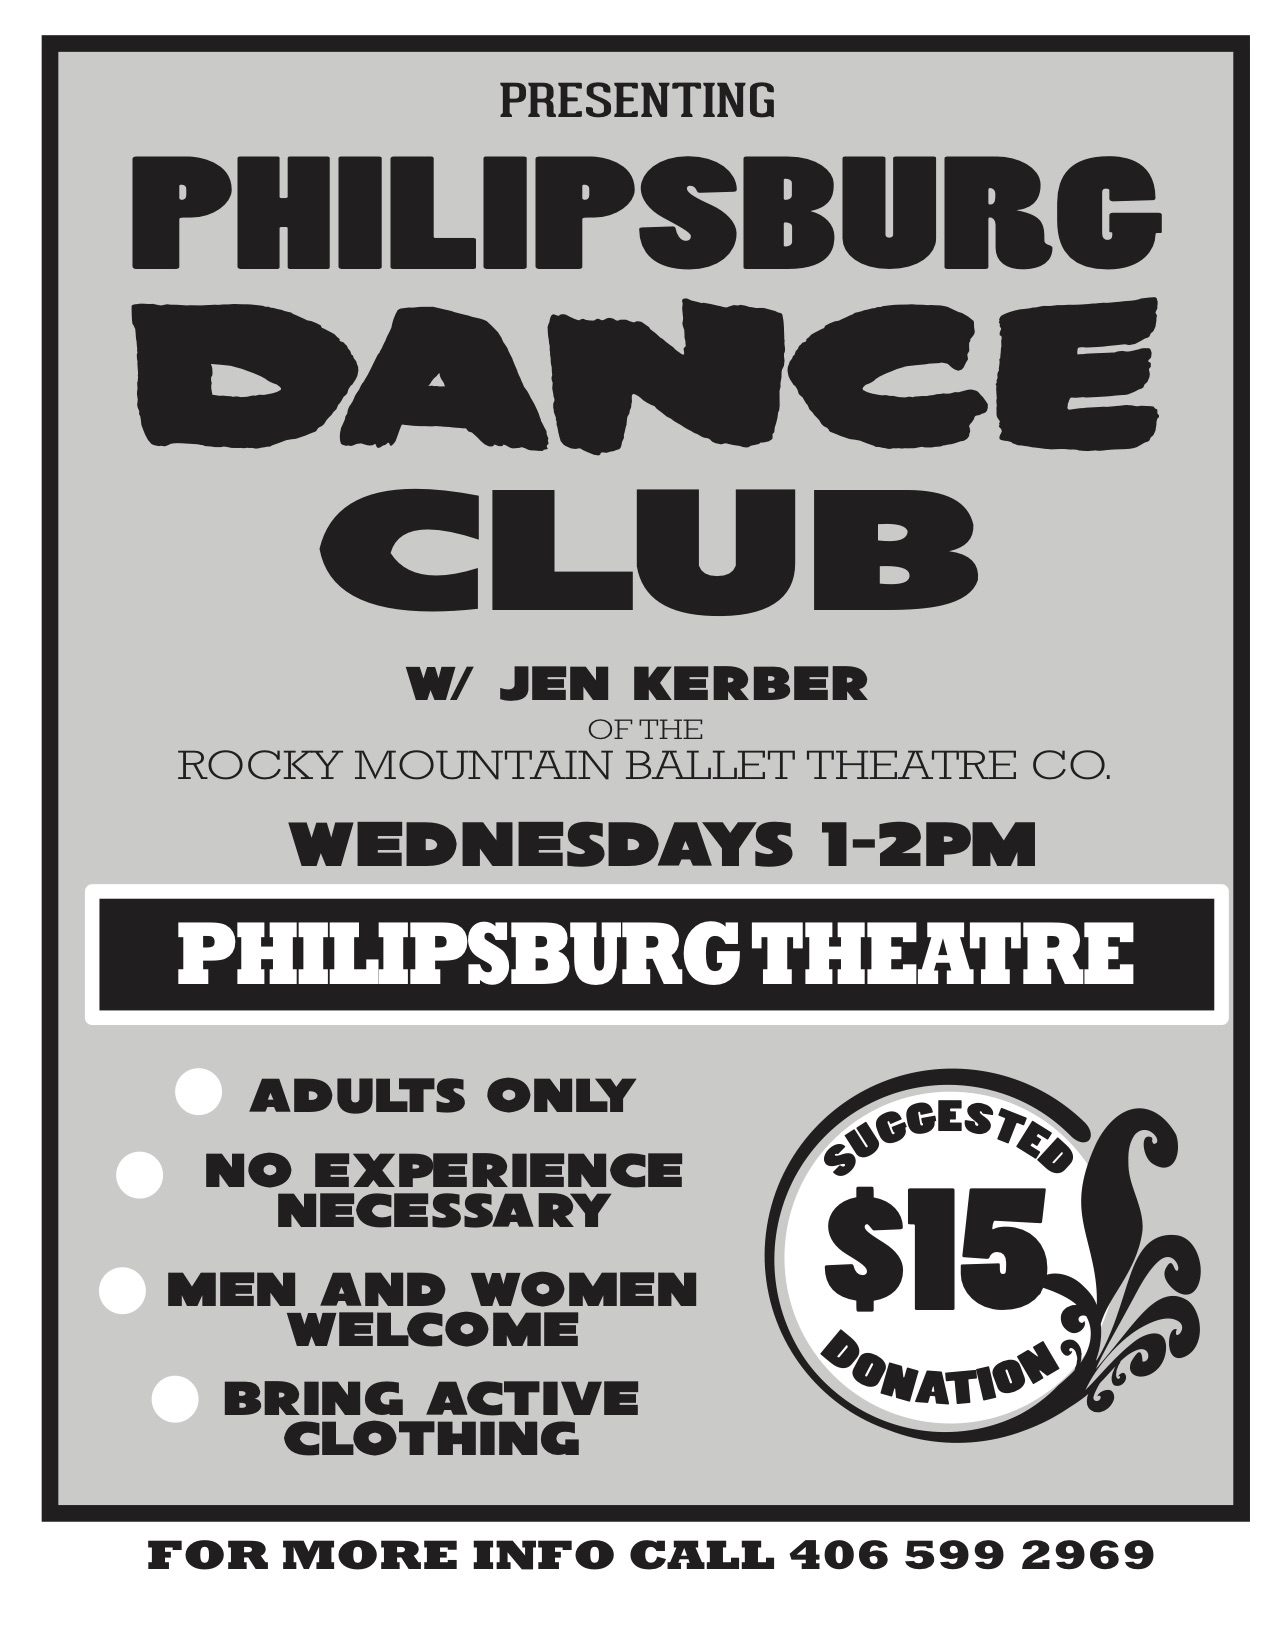 PRESENTING
PHILIPSBURG
DANCE
CLUB
W/ JEN KERBER
OF THE
ROCKY MOUNTAIN BALLET THEATRE CO.
WEDNESDAYS 1-2PM
PHILIPSBURG THEATRE
ADULTS ONLY
NO EXPERIENCE
NECESSARY
MEN AND WOMEN
WELCOME
BRING ACTIVE
CLOTHING
SUGGESTED
$15
DONATION
FOR MORE INFO CALL 406 599 2969